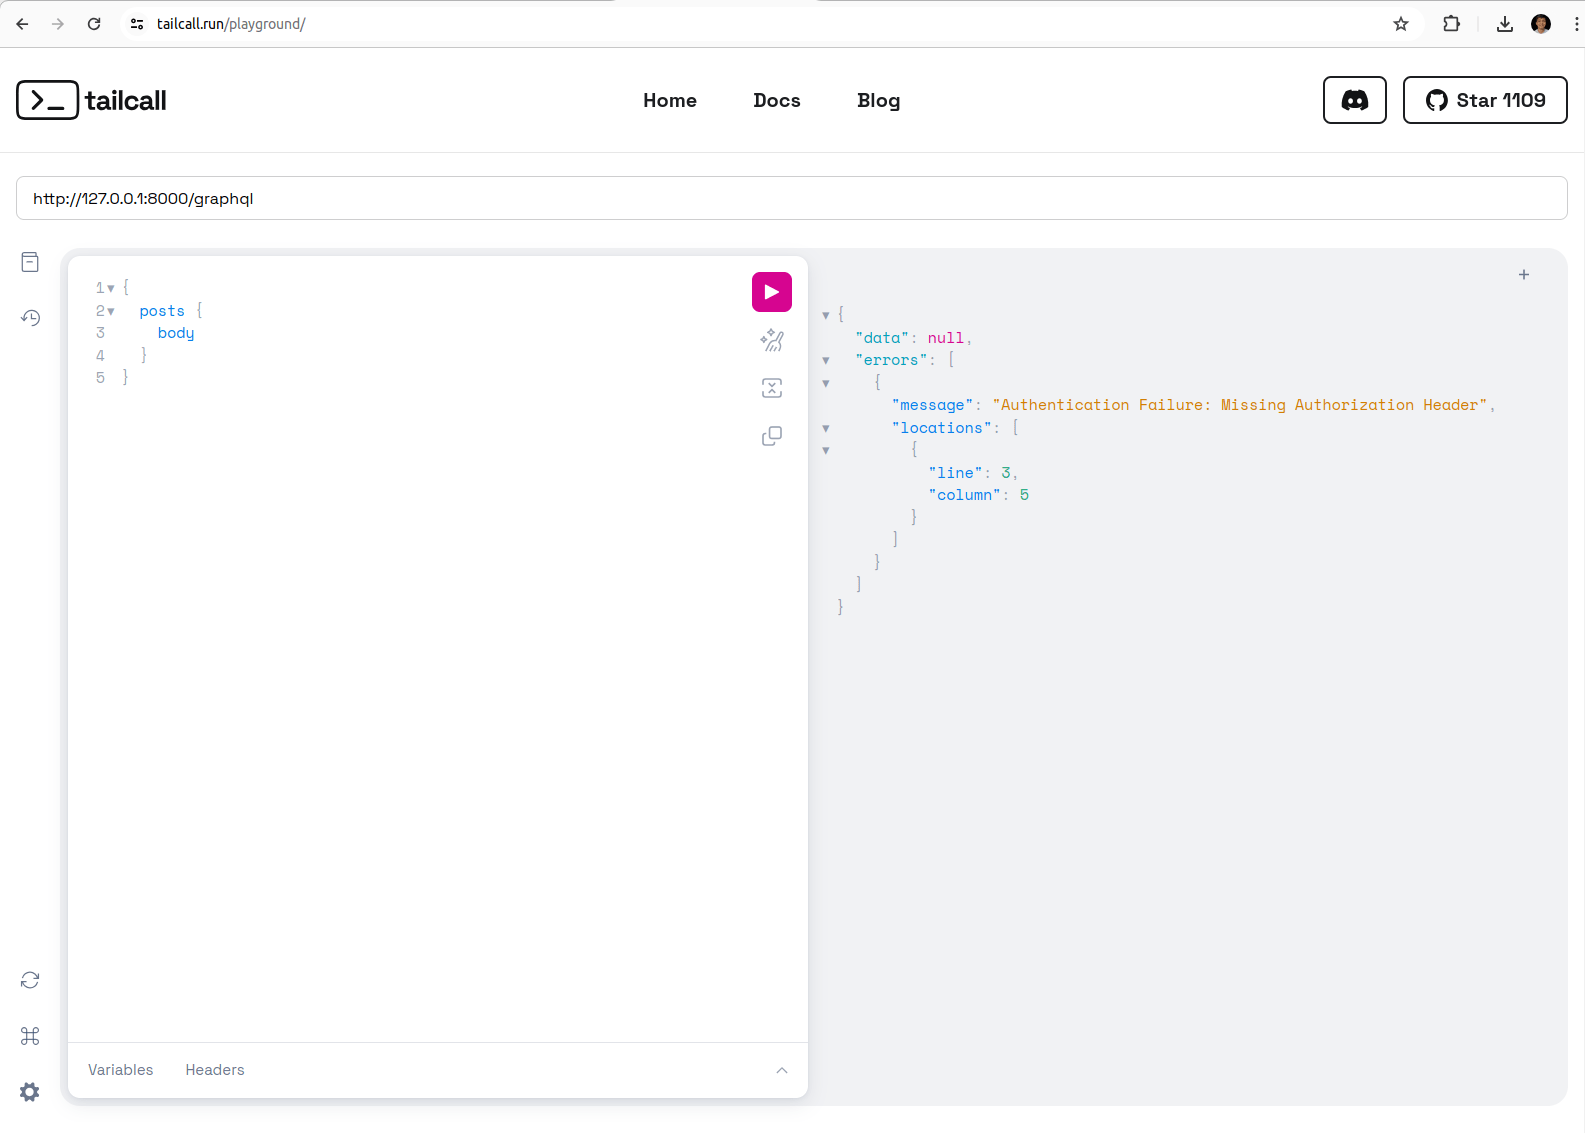 tailcall.run/playground/
tailcall
Home
Docs
Blog
Star 1109
http://127.0.0.1:8000/graphql
1 {
2 posts {
3 body
4 }
5 }
{
"data": null,
"errors": [
{
"message": "Authentication Failure: Missing Authorization Header",
"locations": [
{
"line": 3,
"column": 5
}
]
}
]
}
Variables
Headers